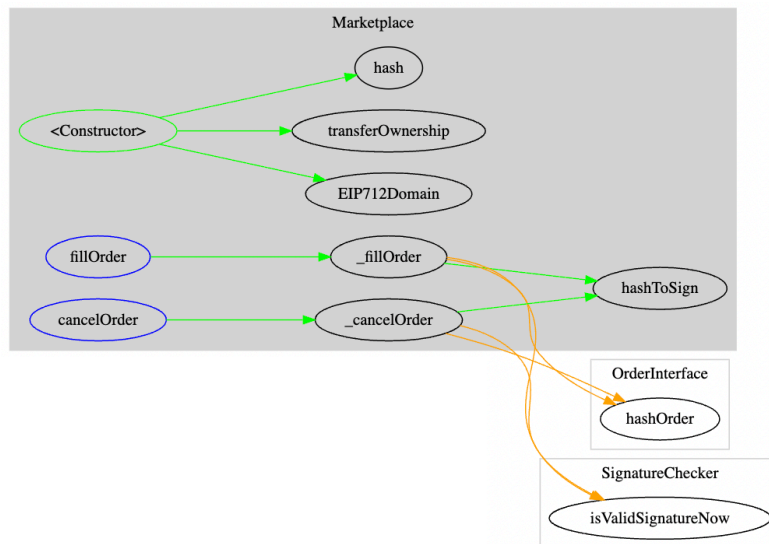 Marketplace
hash
<Constructor>
transferOwnership
EIP712Domain
fillOrder
_fillOrder
hashToSign
cancelOrder
_cancelOrder
OrderInterface
hashOrder
SignatureChecker
isValidSignatureNow